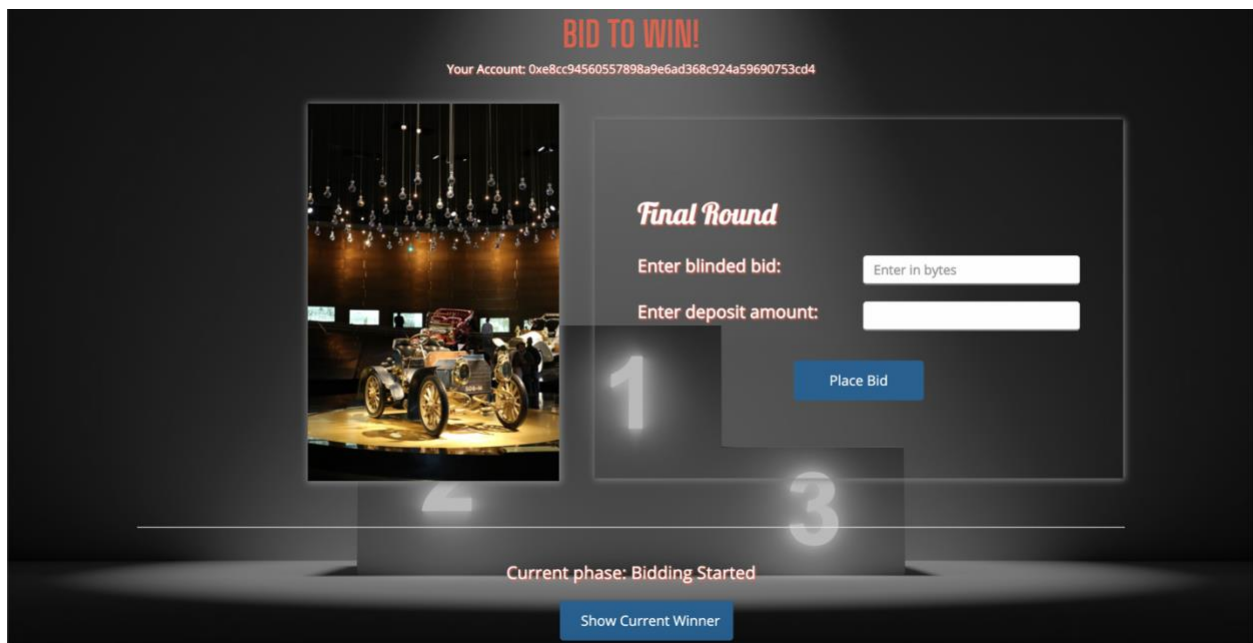 BID TO WIN!
Your Account: 0xe8cc94560557898a9e6ad368c924a59690753cd4
Final Round
Enter blinded bid: Enter in bytes
Enter deposit amount:
Place Bid
1
2
3
Current phase: Bidding Started
Show Current Winner